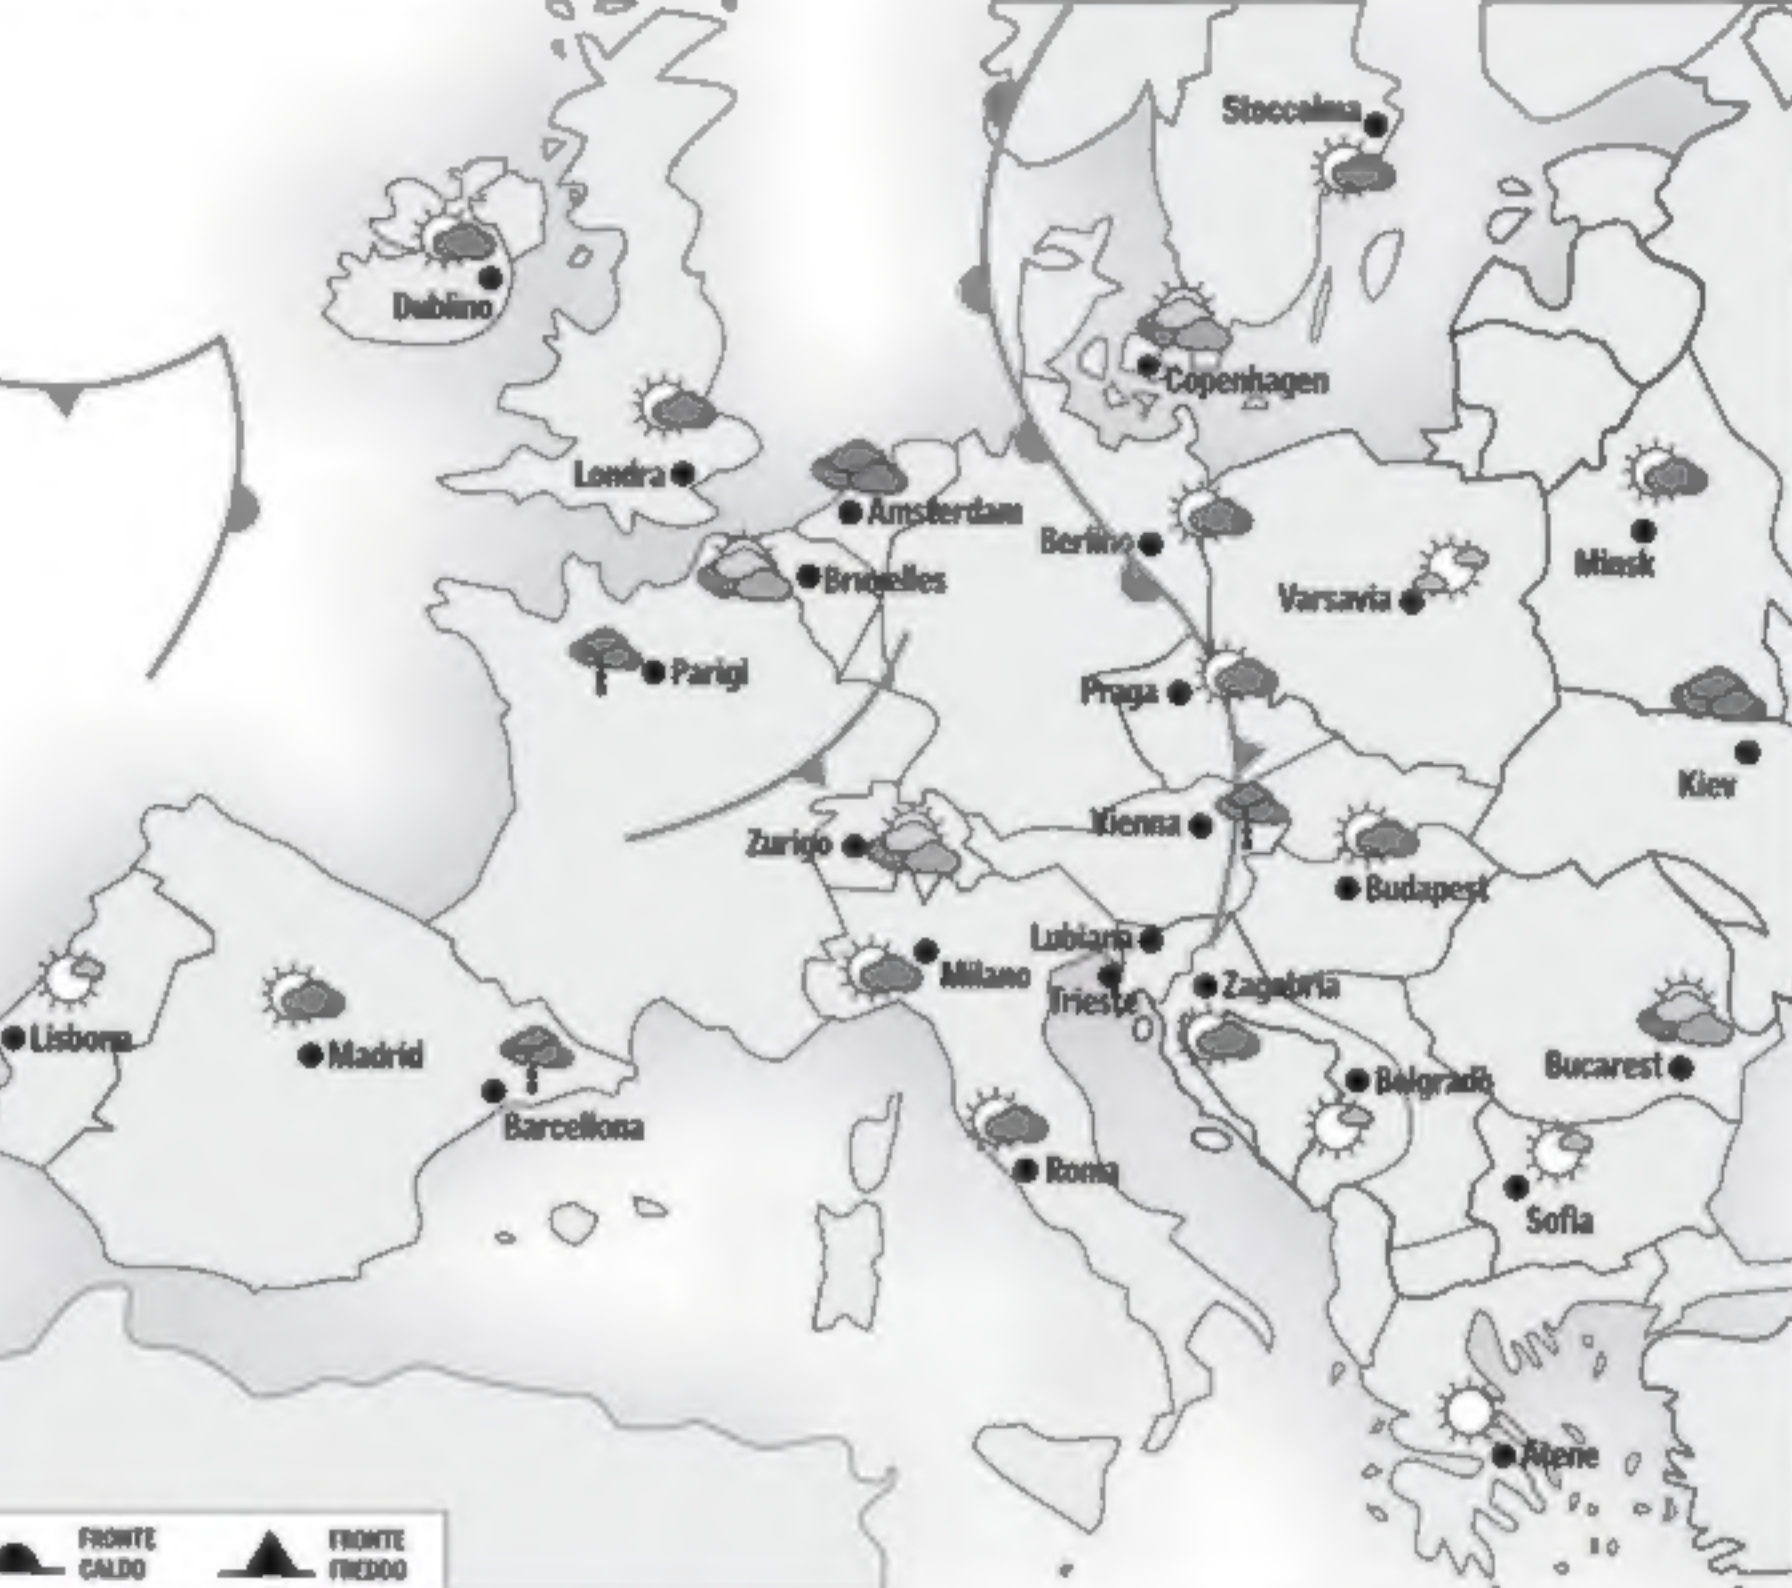 Stoccolma
Dublino
Copenhagen
Londra
Amsterdam
Berlino
Bruxelles
Minsk
Varsavia
Parigi
Praga
Kiev
Vienna
Zurigo
Budapest
Lubiana
Milano
Zagabria
Trieste
Lisbona
Madrid
Bucarest
Belgrado
Barcellona
Roma
Sofia
Atene
FRONTE
CALDO
FRONTE
FREDDO